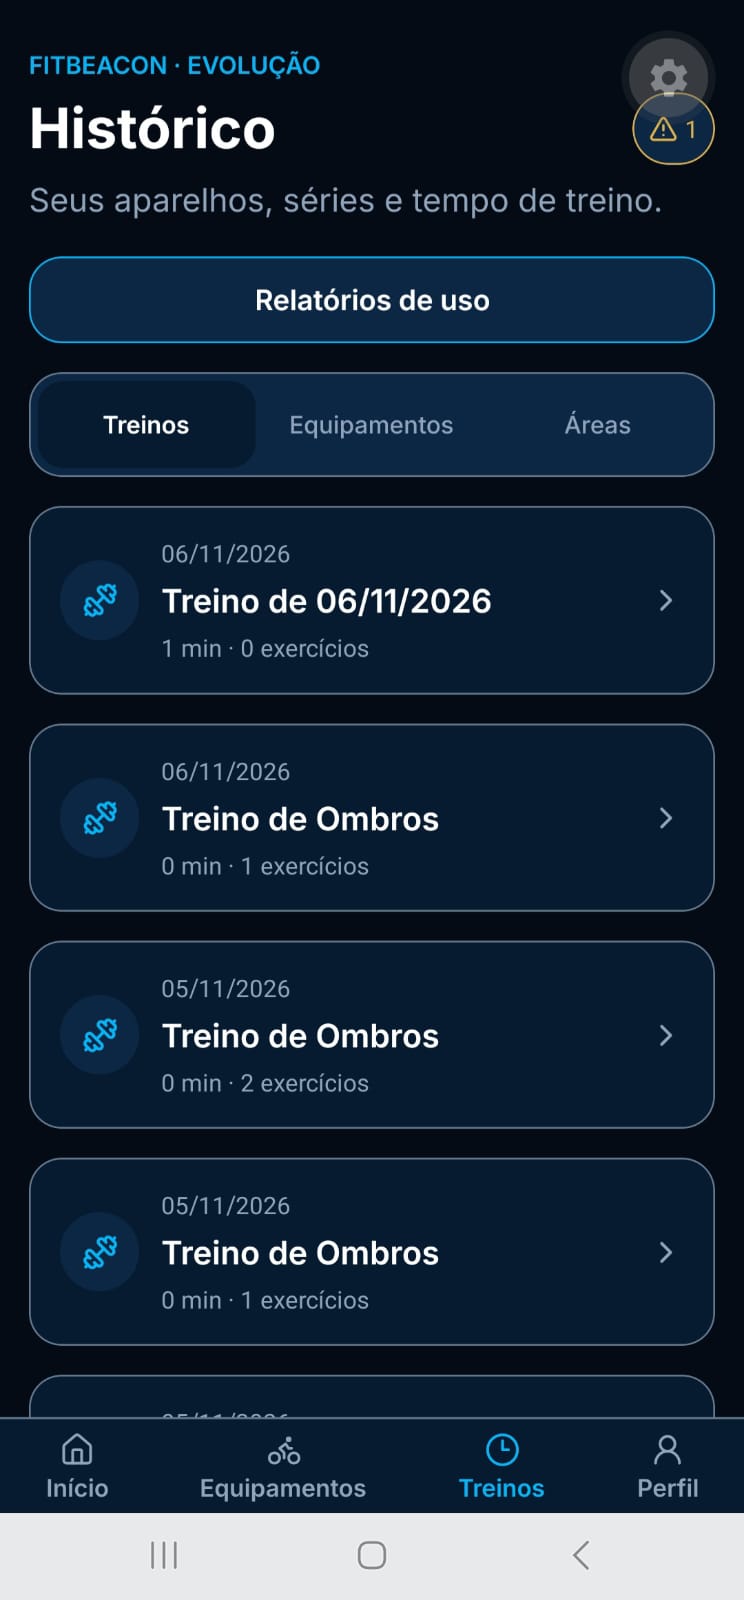 FITBEACON · EVOLUÇÃO
Histórico
1
Seus aparelhos, séries e tempo de treino.
Relatórios de uso
Treinos
Equipamentos
Áreas
06/11/2026
Treino de 06/11/2026
1 min · 0 exercícios
06/11/2026
Treino de Ombros
0 min · 1 exercícios
05/11/2026
Treino de Ombros
0 min · 2 exercícios
05/11/2026
Treino de Ombros
0 min · 1 exercícios
Início
Equipamentos
Treinos
Perfil